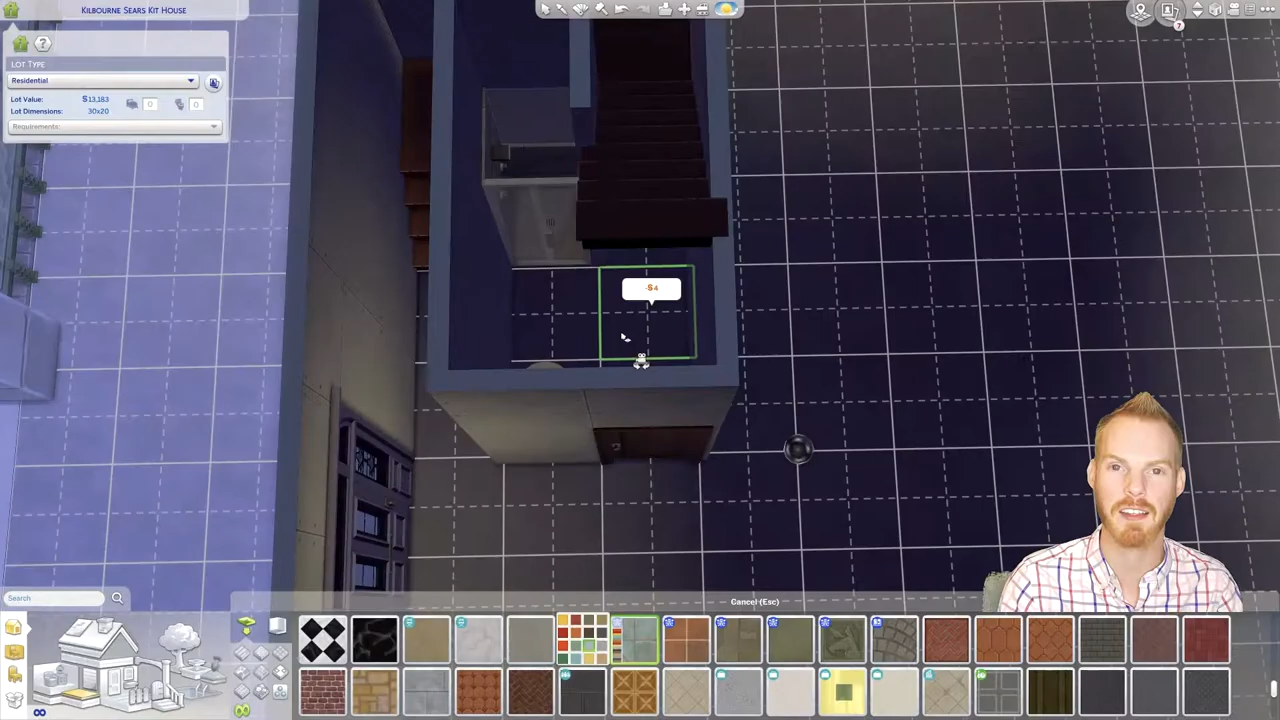 Kilbourne Sears Kit House
LOT TYPE
Residential
Lot Value: $13,183
0
0
Lot Dimensions: 30x20
Requirements:
7
-$4
Cancel (Esc)
Search